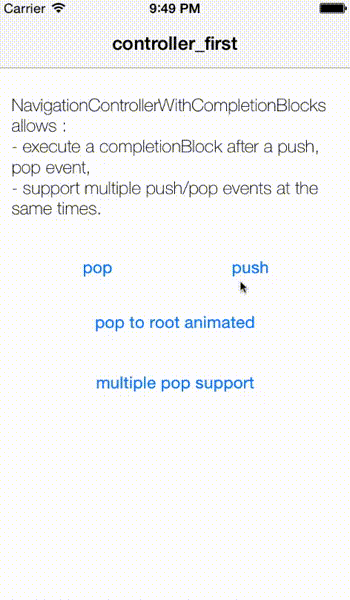 Carrier 9:49 PM
controller_first
NavigationControllerWithCompletionBlocks
allows :
- execute a completionBlock after a push,
pop event,
- support multiple push/pop events at the
same times.
pop push
pop to root animated
multiple pop support